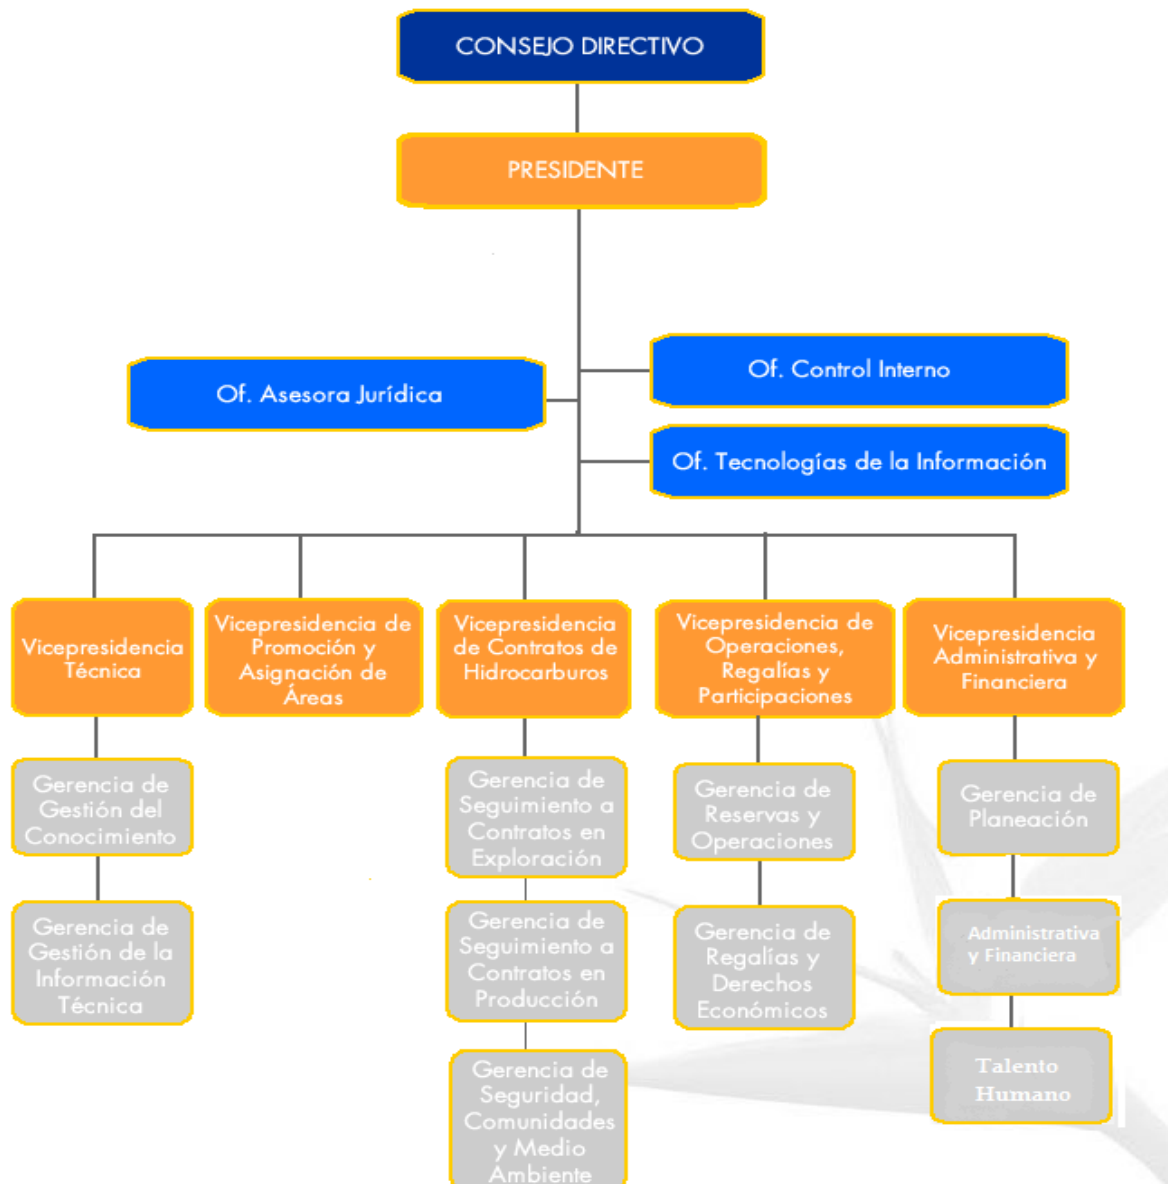 CONSEJO DIRECTIVO
PRESIDENTE
Of. Asesora Jurídica
Of. Control Interno
Of. Tecnologías de la Información
Vicepresidencia
Técnica
Vicepresidencia de
Promoción y
Asignación de
Áreas
Vicepresidencia
de Contratos de
Hidrocarburos
Vicepresidencia de
Operaciones,
Regalías y
Participaciones
Vicepresidencia
Administrativa y
Financiera
Gerencia de
Gestión del
Conocimiento
Gerencia de
Gestión de la
Información
Técnica
Gerencia de
Seguimiento a
Contratos en
Exploración
Gerencia de
Seguimiento a
Contratos en
Producción
Gerencia de
Seguridad,
Comunidades
y Medio
Ambiente
Gerencia de
Reservas y
Operaciones
Gerencia de
Regalías y
Derechos
Económicos
Gerencia de
Planeación
Administrativa
y Financiera
Talento
Humano